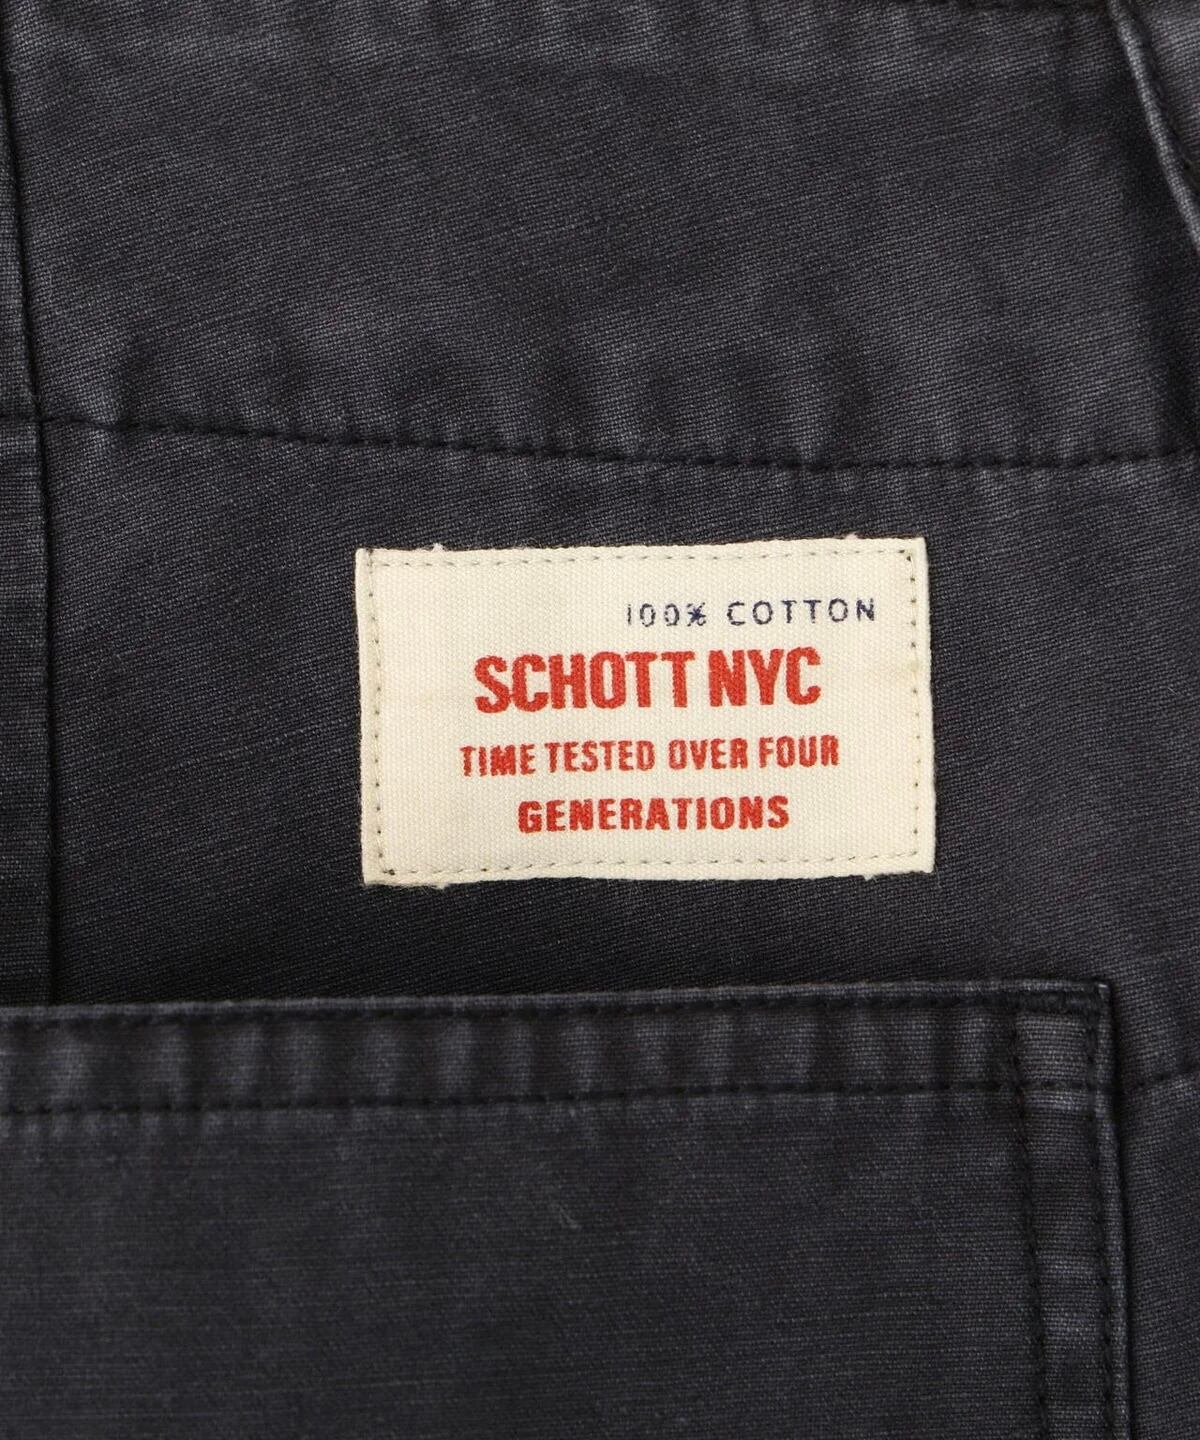 100% COTTON
SCHOTT NYC
TIME TESTED OVER FOUR
GENERATIONS